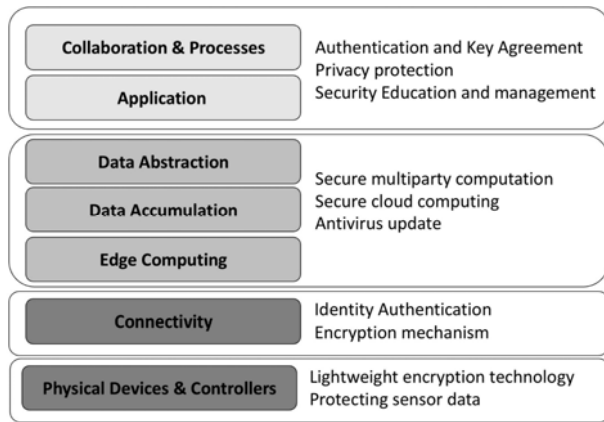 Collaboration & Processes
Application
Authentication and Key Agreement
Privacy protection
Security Education and management
Data Abstraction
Data Accumulation
Edge Computing
Secure multiparty computation
Secure cloud computing
Antivirus update
Connectivity
Identity Authentication
Encryption mechanism
Physical Devices & Controllers
Lightweight encryption technology
Protecting sensor data